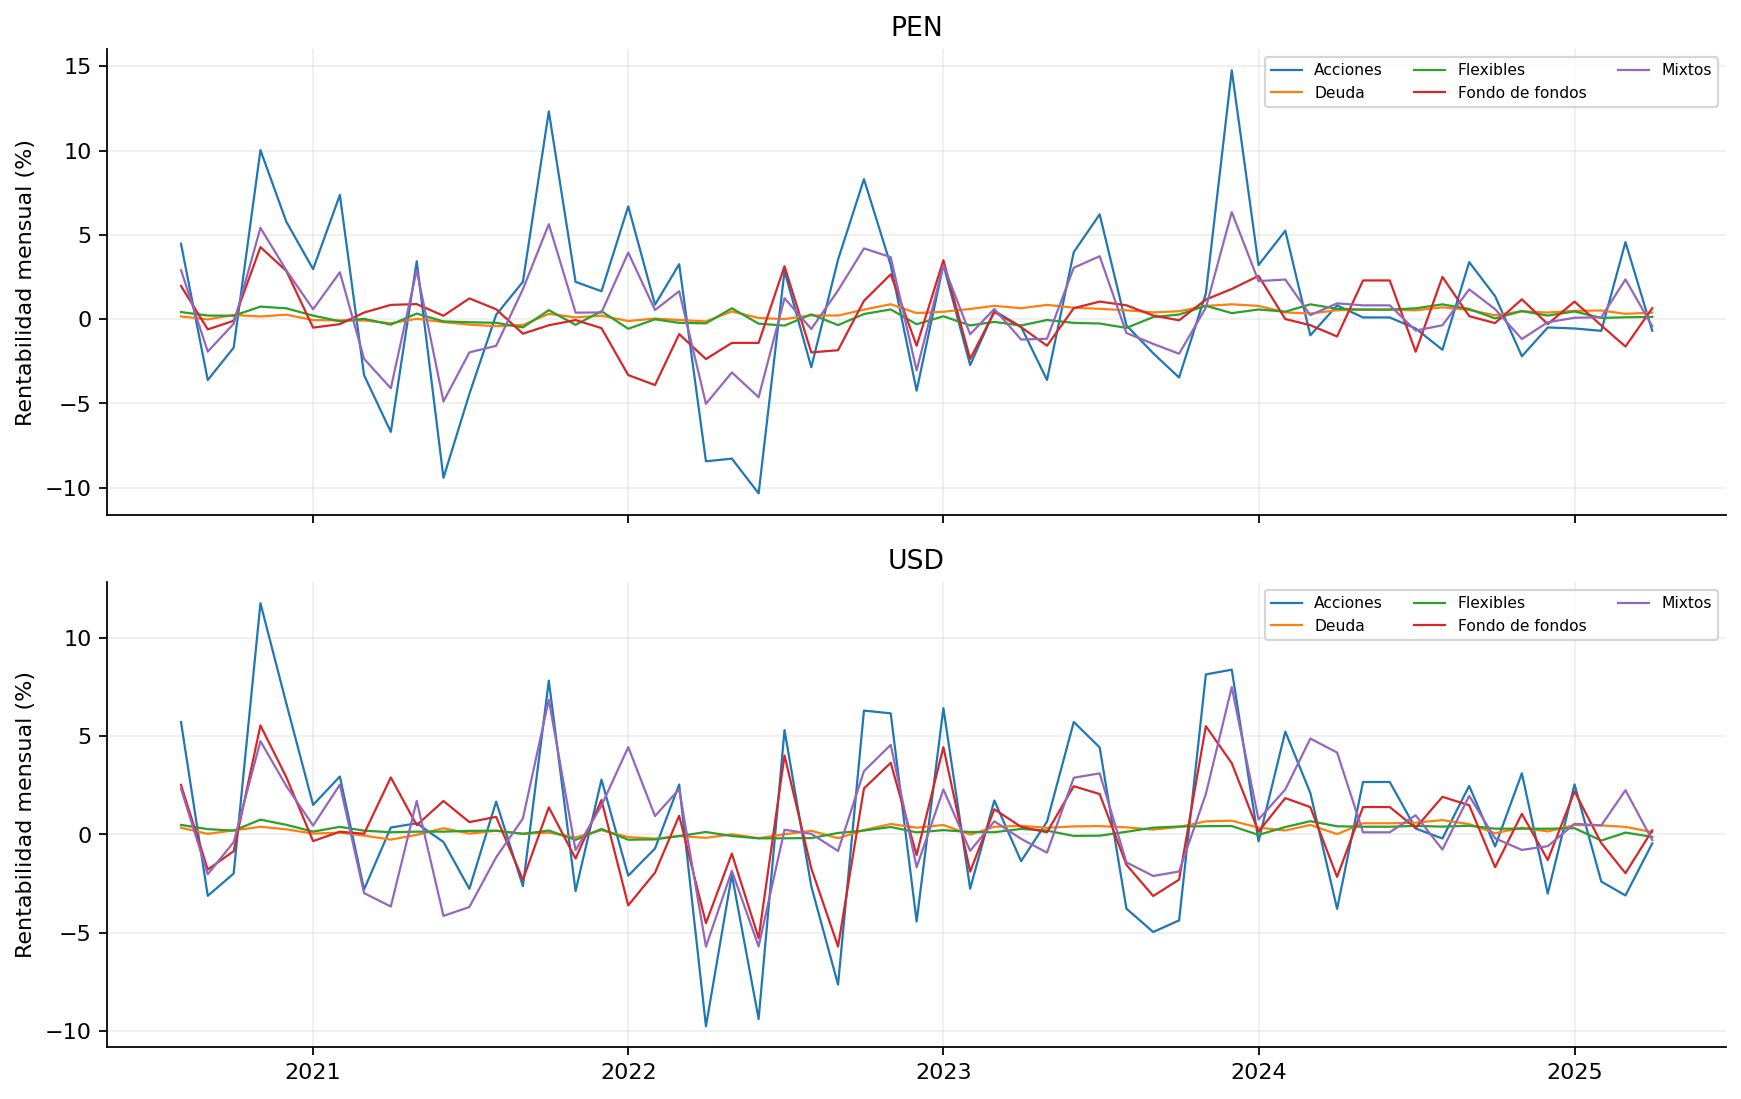 PEN
Rentabilidad mensual (%)
15
10
5
0
−5
−10
Acciones
Deuda
Flexibles
Fondo de fondos
Mixtos
USD
Rentabilidad mensual (%)
10
5
0
−5
−10
Acciones
Deuda
Flexibles
Fondo de fondos
Mixtos
2021
2022
2023
2024
2025